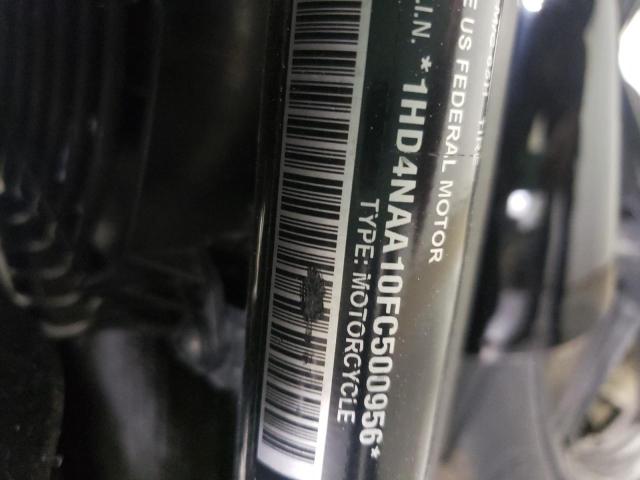 E US FEDERAL MOTOR
.I.N. *1HD4NAA10FC500956*
TYPE: MOTORCYCLE